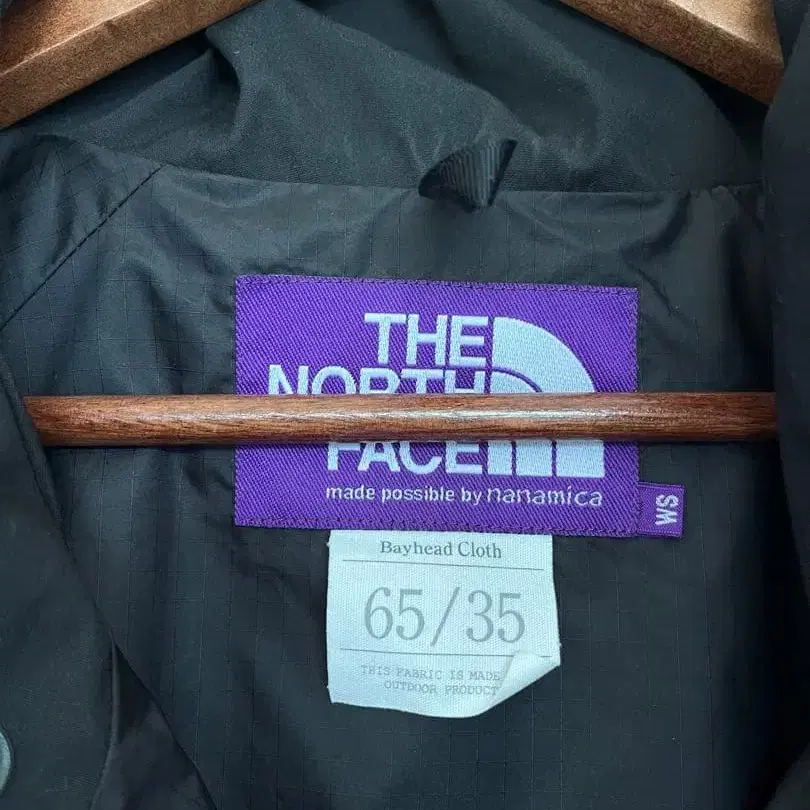 THE
NORTH
FACE
made possible by nanamica
WS
Bayhead Cloth
65/35
THIS FABRIC IS MADE
OUTDOOR PRODUCT